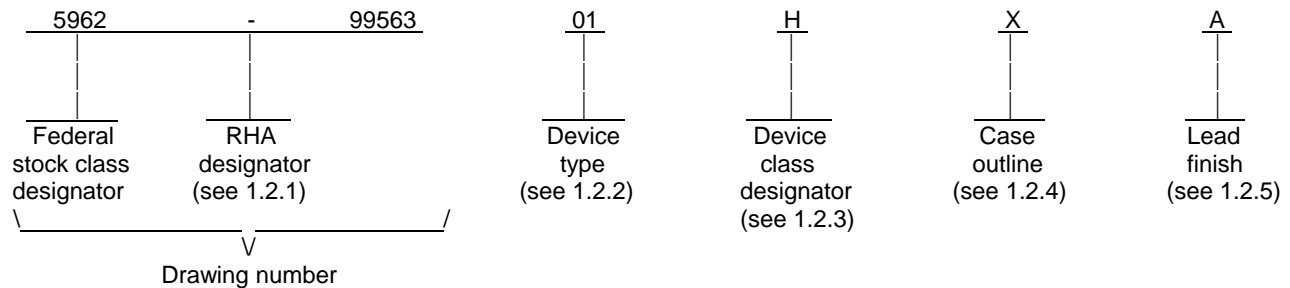 5962 - 99563 01 H X A
Federal RHA Device Device Case Lead
stock class designator type class outline finish
designator (see 1.2.1) (see 1.2.2) designator (see 1.2.4) (see 1.2.5)
(see 1.2.3)
\ /
\/
Drawing number